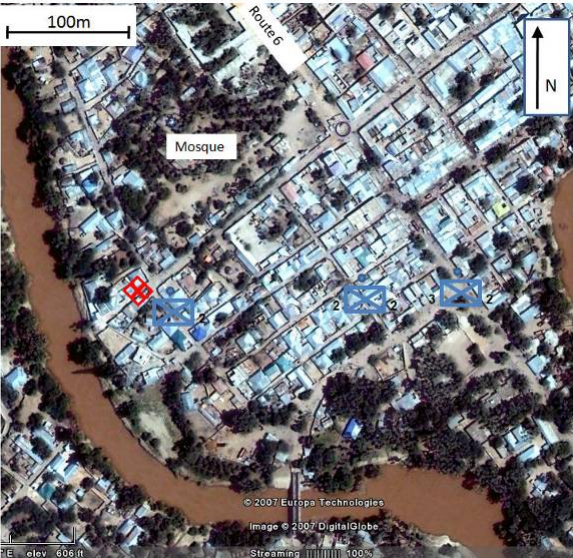 100m
Route 6
N
Mosque
2
2
2
3
2
© 2007 Europa Technologies
Image © 2007 DigitalGlobe
° E elev 606 ft
Streaming |||||||||| 100%